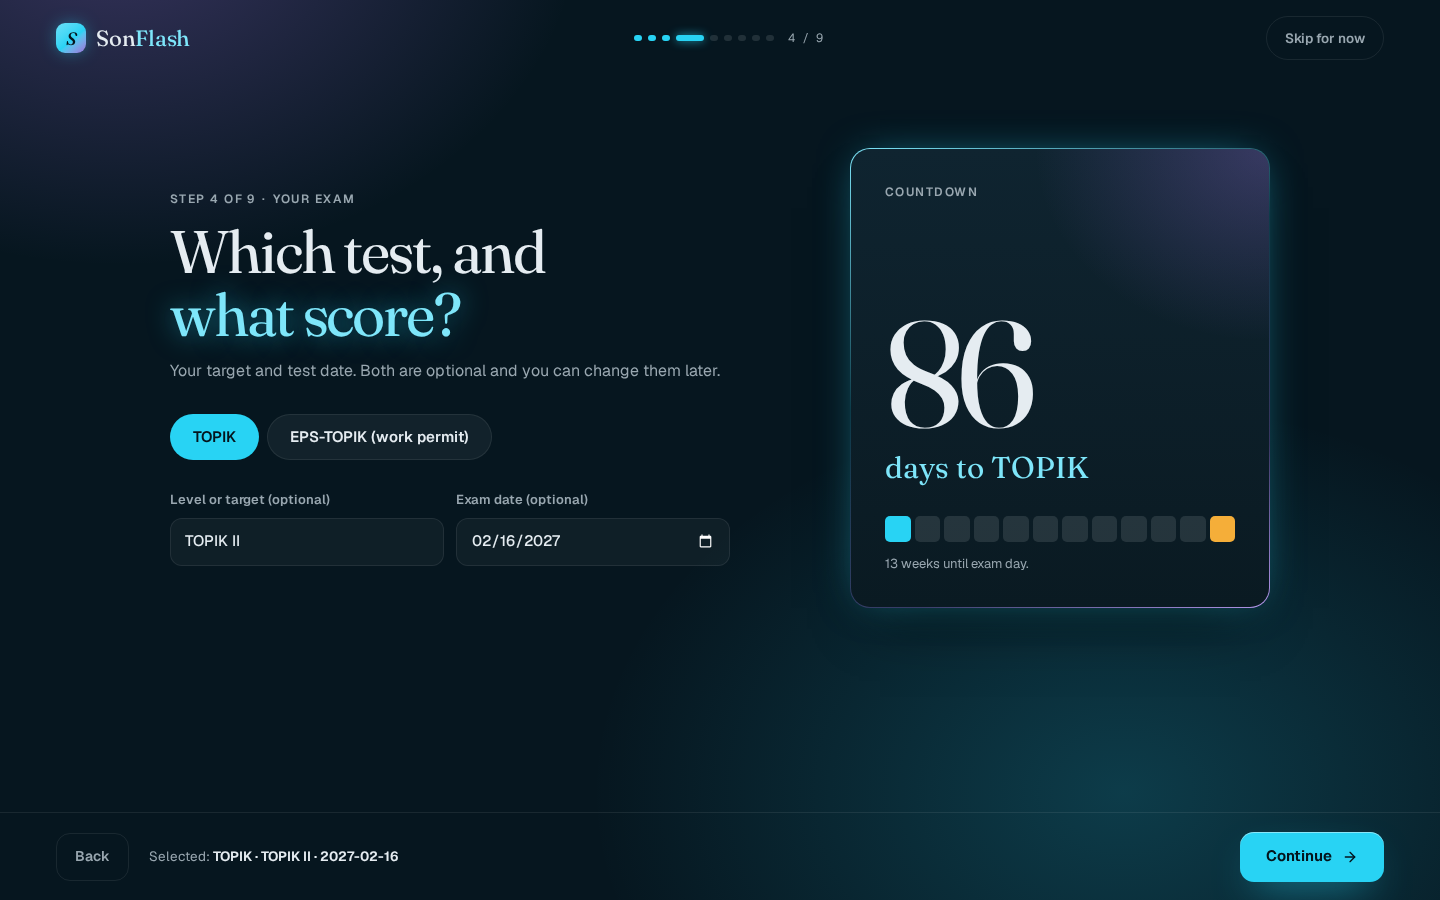 S SonFlash
4 / 9
Skip for now
STEP 4 OF 9 · YOUR EXAM
Which test, and
what score?
Your target and test date. Both are optional and you can change them later.
TOPIK
EPS-TOPIK (work permit)
Level or target (optional)
Exam date (optional)
TOPIK II
02/16/2027
COUNTDOWN
86
days to TOPIK
13 weeks until exam day.
Back
Selected: TOPIK · TOPIK II · 2027-02-16
Continue →